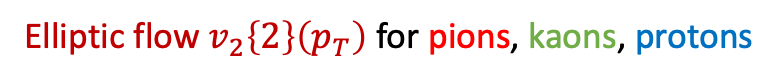 Elliptic flow v₂{2}(p_T) for pions, kaons, protons